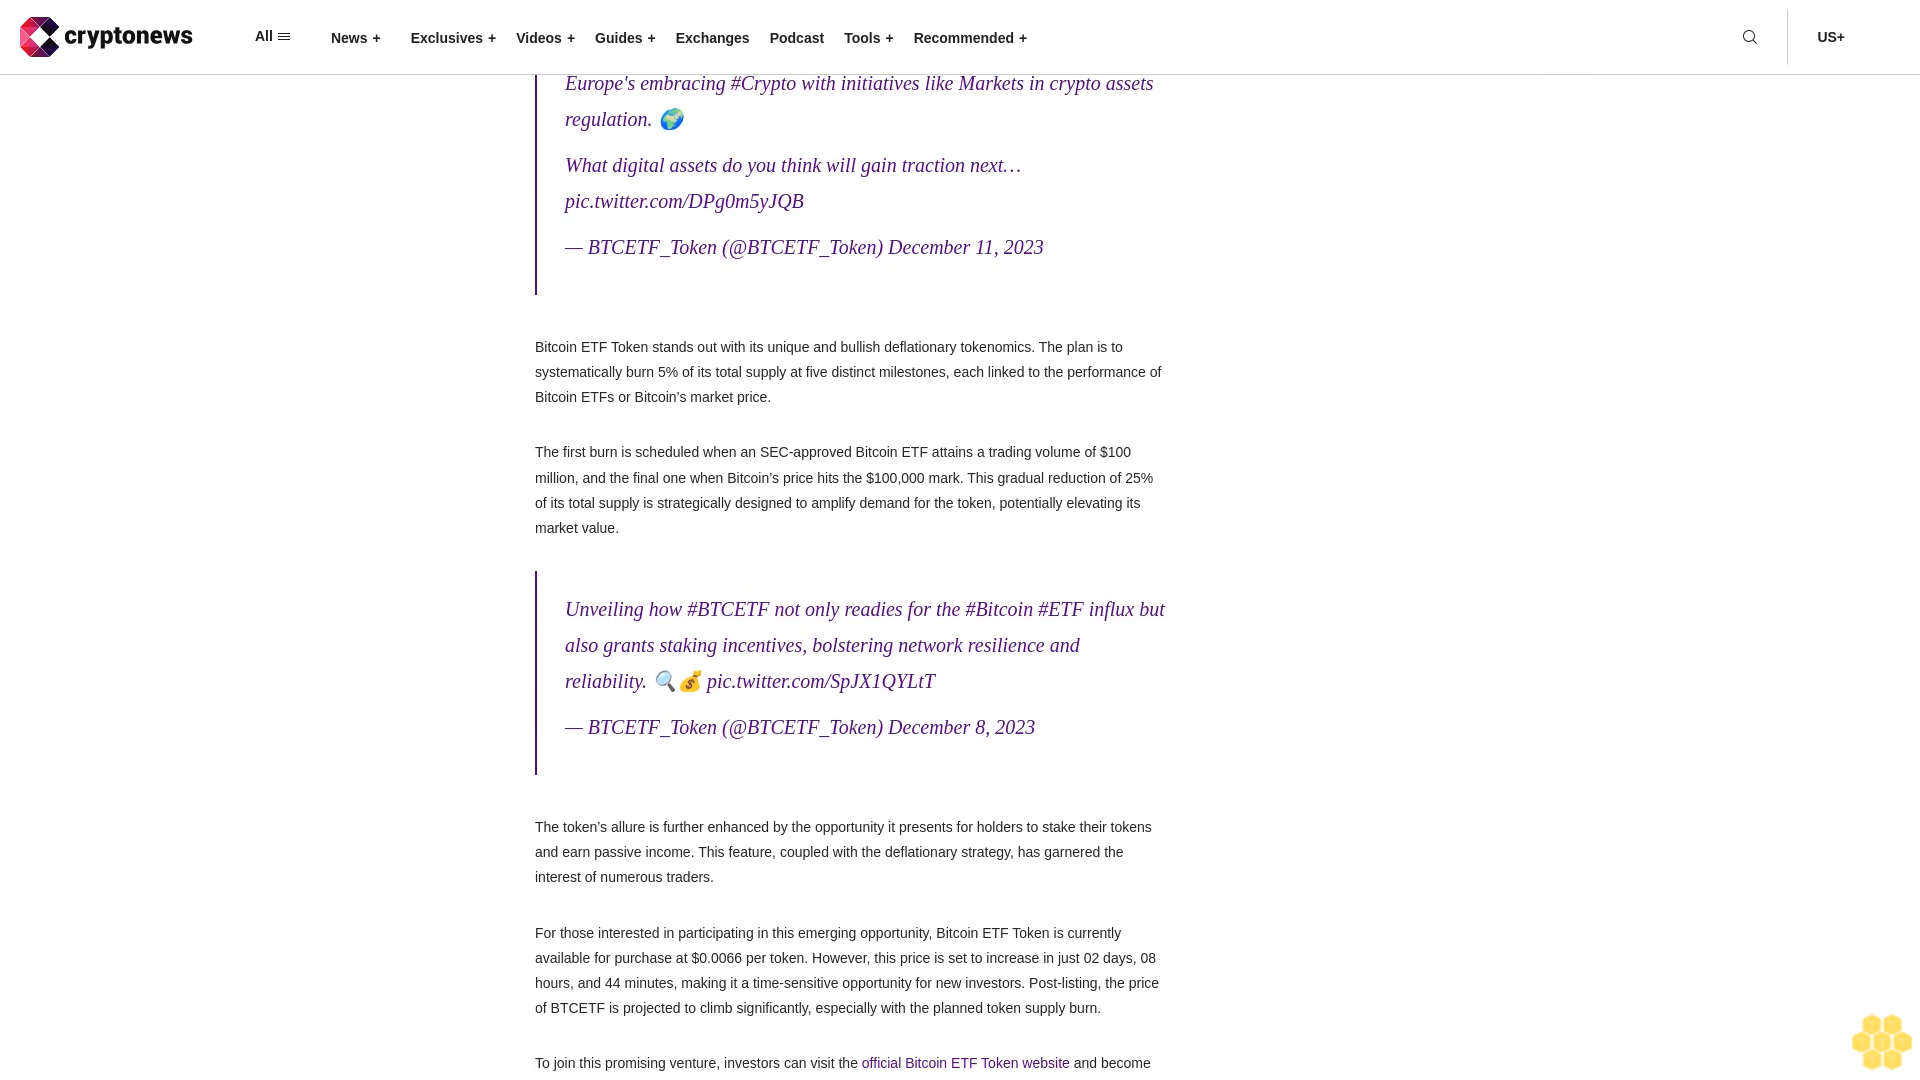 cryptonews
All
News +
Exclusives +
Videos +
Guides +
Exchanges
Podcast
Tools +
Recommended +
US+
Europe's embracing #Crypto with initiatives like Markets in crypto assets
regulation. 🌍
What digital assets do you think will gain traction next…
pic.twitter.com/DPg0m5yJQB
— BTCETF_Token (@BTCETF_Token) December 11, 2023
Bitcoin ETF Token stands out with its unique and bullish deflationary tokenomics. The plan is to
systematically burn 5% of its total supply at five distinct milestones, each linked to the performance of
Bitcoin ETFs or Bitcoin’s market price.
The first burn is scheduled when an SEC-approved Bitcoin ETF attains a trading volume of $100
million, and the final one when Bitcoin’s price hits the $100,000 mark. This gradual reduction of 25%
of its total supply is strategically designed to amplify demand for the token, potentially elevating its
market value.
Unveiling how #BTCETF not only readies for the #Bitcoin #ETF influx but
also grants staking incentives, bolstering network resilience and
reliability. 🔍💰 pic.twitter.com/SpJX1QYLtT
— BTCETF_Token (@BTCETF_Token) December 8, 2023
The token’s allure is further enhanced by the opportunity it presents for holders to stake their tokens
and earn passive income. This feature, coupled with the deflationary strategy, has garnered the
interest of numerous traders.
For those interested in participating in this emerging opportunity, Bitcoin ETF Token is currently
available for purchase at $0.0066 per token. However, this price is set to increase in just 02 days, 08
hours, and 44 minutes, making it a time-sensitive opportunity for new investors. Post-listing, the price
of BTCETF is projected to climb significantly, especially with the planned token supply burn.
To join this promising venture, investors can visit the official Bitcoin ETF Token website and become